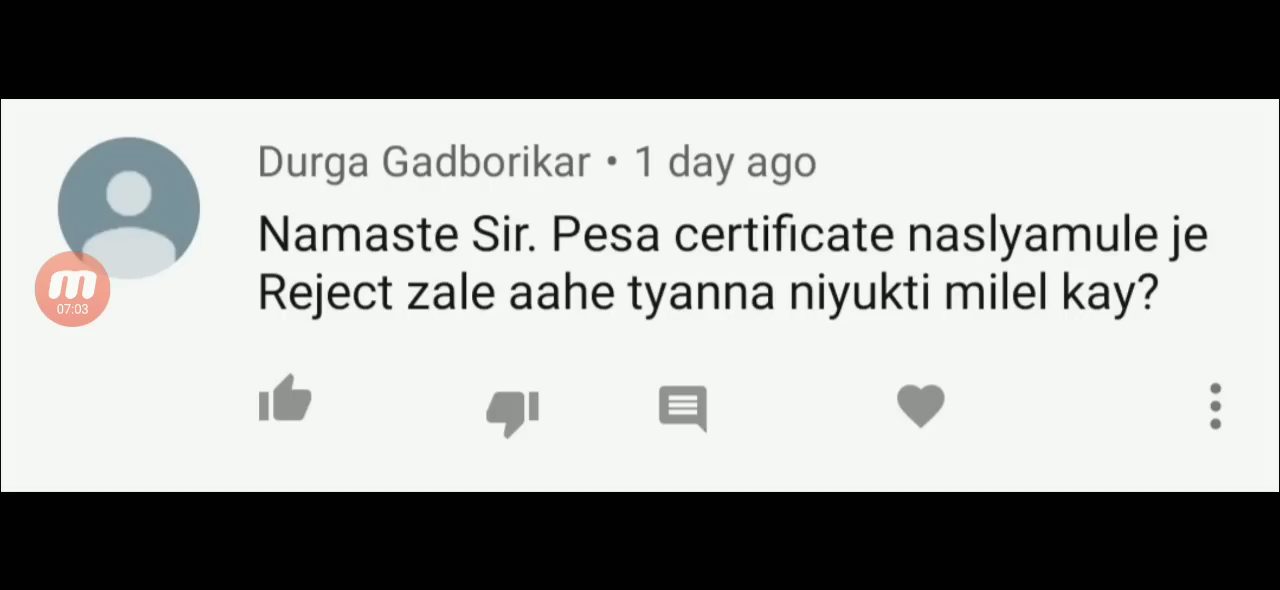 Durga Gadborikar • 1 day ago
Namaste Sir. Pesa certificate naslyamule je
Reject zale aahe tyanna niyukti milel kay?
07:03